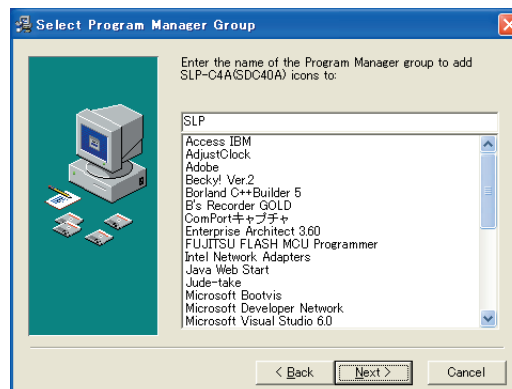 Select Program Manager Group
Enter the name of the Program Manager group to add
SLP-C4A(SDC40A) icons to:
SLP
Access IBM
AdjustClock
Adobe
Becky! Ver.2
Borland C++Builder 5
B's Recorder GOLD
ComPortキャプチャ
Enterprise Architect 3.60
FUJITSU FLASH MCU Programmer
Intel Network Adapters
Java Web Start
Jude-take
Microsoft Bootvis
Microsoft Developer Network
Microsoft Visual Studio 6.0
< Back
Next >
Cancel